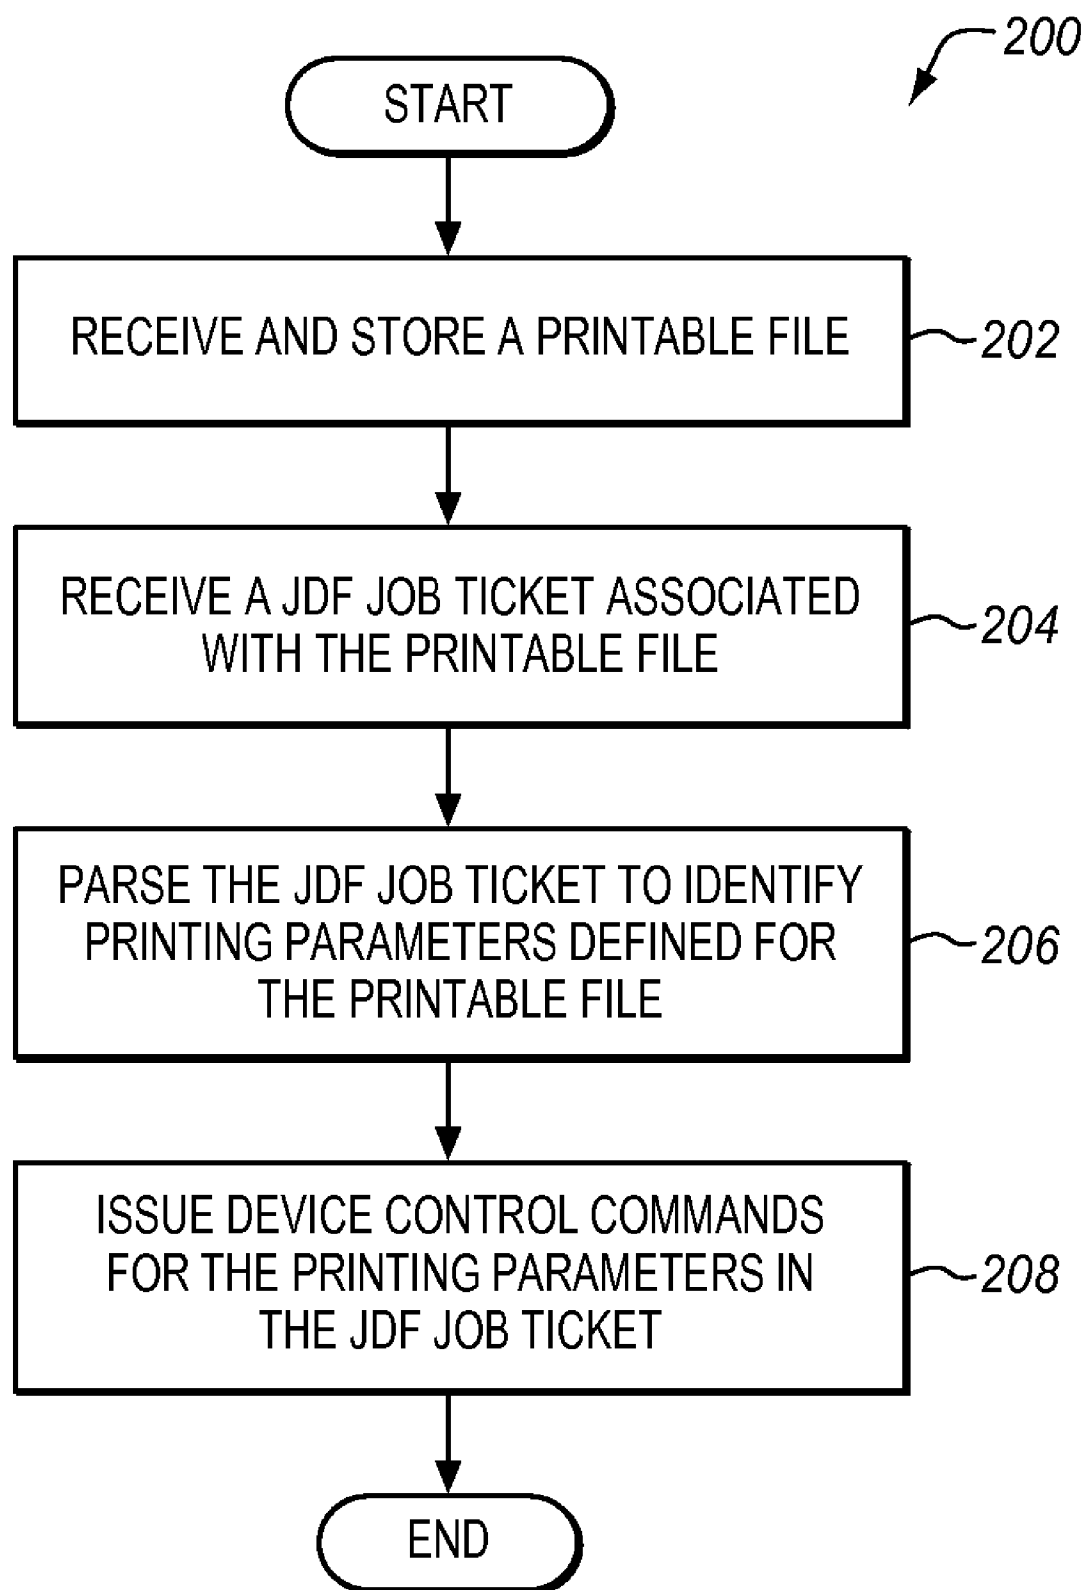 200
START
RECEIVE AND STORE A PRINTABLE FILE
202
RECEIVE A JDF JOB TICKET ASSOCIATED
WITH THE PRINTABLE FILE
204
PARSE THE JDF JOB TICKET TO IDENTIFY
PRINTING PARAMETERS DEFINED FOR
THE PRINTABLE FILE
206
ISSUE DEVICE CONTROL COMMANDS
FOR THE PRINTING PARAMETERS IN
THE JDF JOB TICKET
208
END